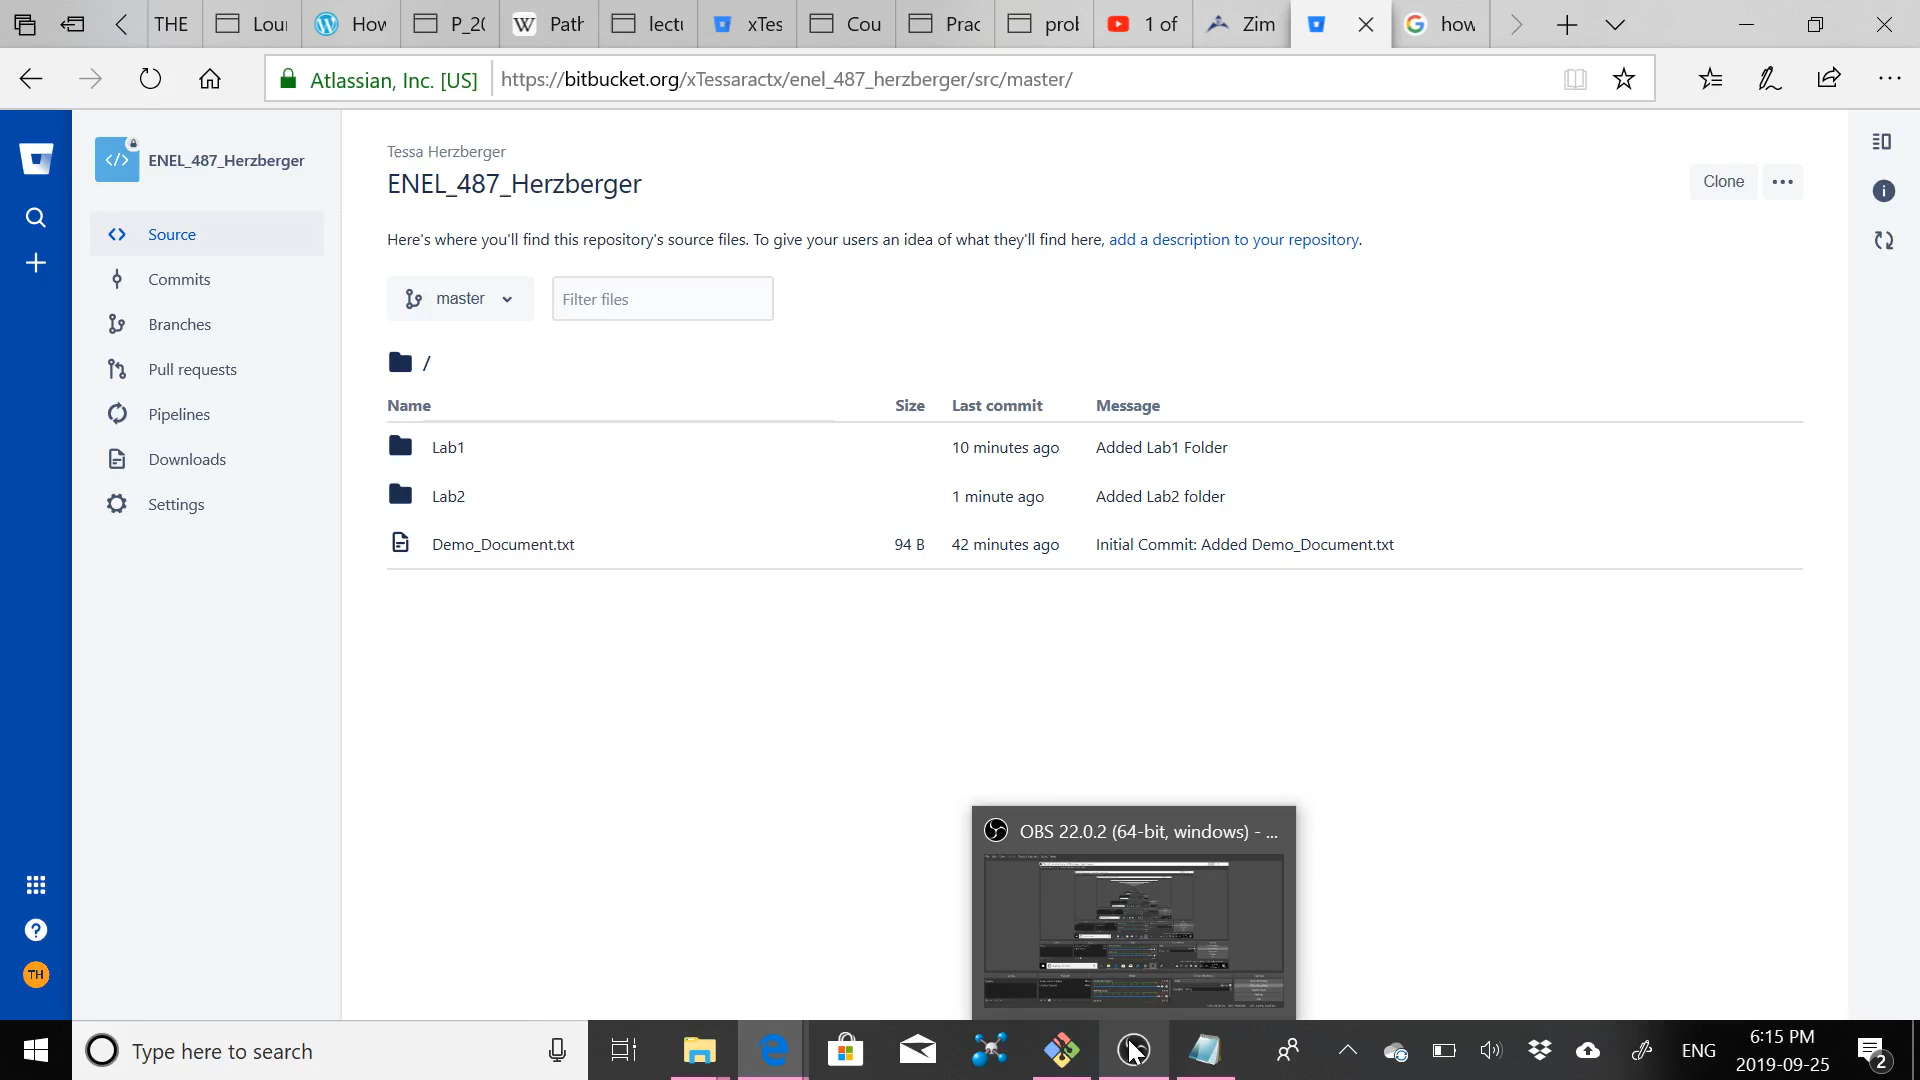 THE
Lour
How
P_20
W Path
lectu
xTes
Cou
Prac
prob
1 of
Zim
how
Atlassian, Inc. [US]
https://bitbucket.org/xTessaractx/enel_487_herzberger/src/master/
ENEL_487_Herzberger
Source
Commits
Branches
Pull requests
Pipelines
Downloads
Settings
TH
Tessa Herzberger
ENEL_487_Herzberger
Clone
Here's where you'll find this repository's source files. To give your users an idea of what they'll find here, add a description to your repository.
master
Filter files
/
Name Size Last commit Message
Lab1 10 minutes ago Added Lab1 Folder
Lab2 1 minute ago Added Lab2 folder
Demo_Document.txt 94 B 42 minutes ago Initial Commit: Added Demo_Document.txt
OBS 22.0.2 (64-bit, windows) - ...
Type here to search
ENG
6:15 PM
2019-09-25
2